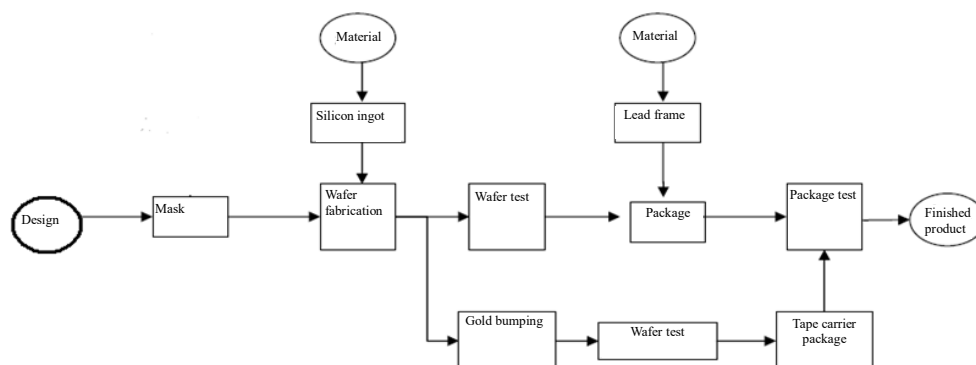 Material
Material
Silicon ingot
Lead frame
Design
Mask
Wafer
fabrication
Wafer test
Package
Package test
Finished
product
Gold bumping
Wafer test
Tape carrier
package